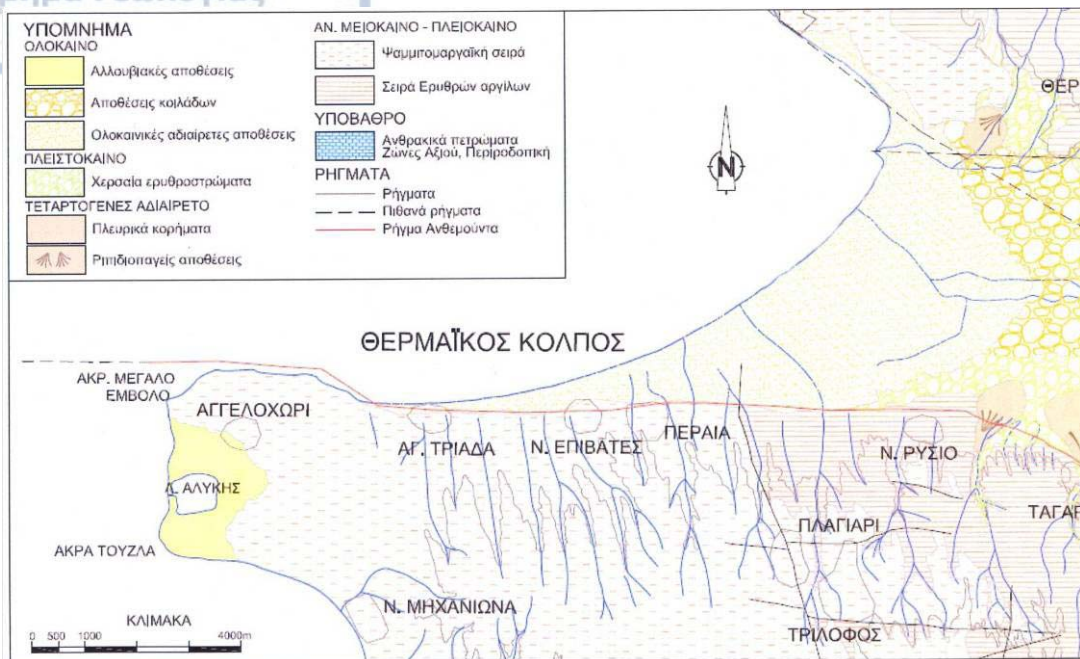 ΥΠΟΜΝΗΜΑ
ΟΛΟΚΑΙΝΟ
Αλλουβιακές αποθέσεις
Αποθέσεις κοιλάδων
Ολοκαινικές αδιαίρετες αποθέσεις
ΠΛΕΙΣΤΟΚΑΙΝΟ
Χερσαία ερυθροστρώματα
ΤΕΤΑΡΤΟΓΕΝΕΣ ΑΔΙΑΙΡΕΤΟ
Πλευρικά κορήματα
Ριπιδιοπαγείς αποθέσεις
ΑΝ. ΜΕΙΟΚΑΙΝΟ - ΠΛΕΙΟΚΑΙΝΟ
Ψαμμιτομαργαϊκή σειρά
Σειρά Ερυθρών αργίλων
ΥΠΟΒΑΘΡΟ
Ανθρακικά πετρώματα
Ζώνες Αξιού, Περιροδοπική
ΡΗΓΜΑΤΑ
Ρήγματα
Πιθανά ρήγματα
Ρήγμα Ανθεμούντα
ΘΕΡ
N
ΘΕΡΜΑΪΚΟΣ ΚΟΛΠΟΣ
ΑΚΡ. ΜΕΓΑΛΟ
ΕΜΒΟΛΟ
ΑΓΓΕΛΟΧΩΡΙ
ΑΓ. ΤΡΙΑΔΑ
Ν. ΕΠΙΒΑΤΕΣ
ΠΕΡΑΙΑ
Ν. ΡΥΣΙΟ
Λ. ΑΛΥΚΗΣ
ΠΛΑΓΙΑΡΙ
ΤΑΓΑΡ
ΑΚΡΑ ΤΟΥΖΛΑ
Ν. ΜΗΧΑΝΙΩΝΑ
ΤΡΙΛΟΦΟΣ
ΚΛΙΜΑΚΑ
0 500 1000 4000m